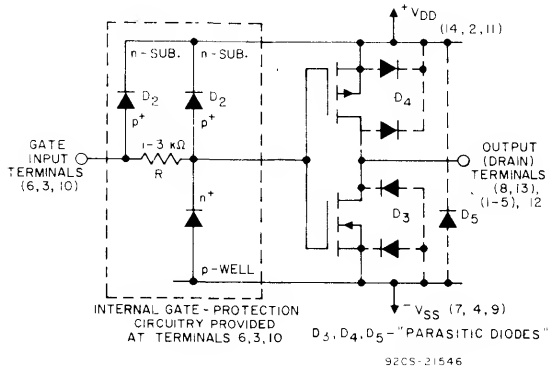 +VDD
(14, 2, 11)
n-SUB. n-SUB.
D2 D2
D4
p+ p+
GATE
INPUT
TERMINALS
(6,3,10)
1-3 kΩ
R
OUTPUT
(DRAIN)
TERMINALS
(8,13),
(1-5), 12
n+
D3
D5
p-WELL
INTERNAL GATE-PROTECTION
CIRCUITRY PROVIDED
AT TERMINALS 6,3,10
-VSS (7, 4, 9)
D3, D4, D5-"PARASITIC DIODES"
92CS-21546